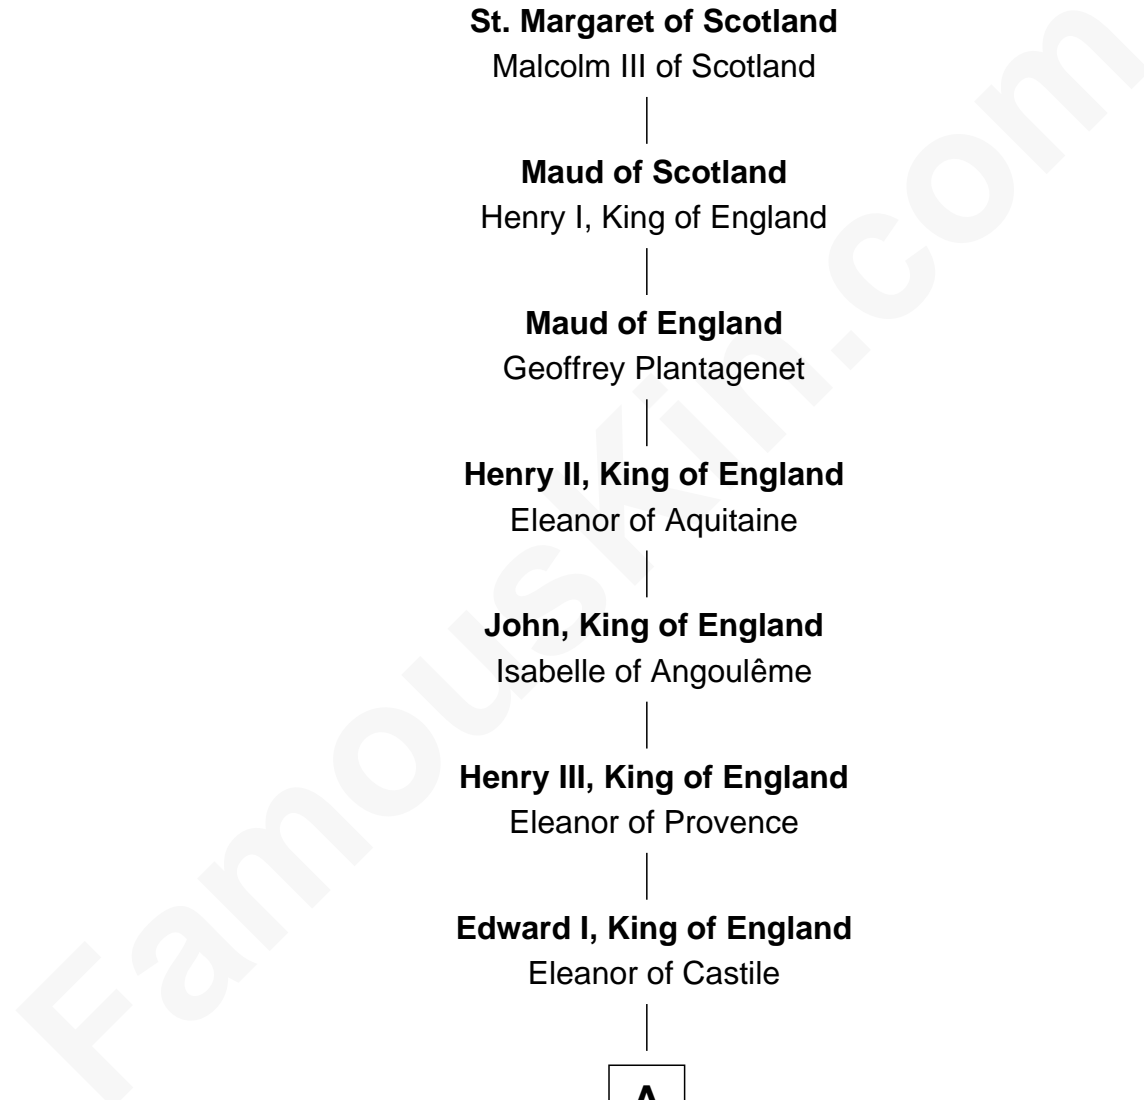 St. Margaret of Scotland
Malcolm III of Scotland
Maud of Scotland
Henry I, King of England
Maud of England
Geoffrey Plantagenet
Henry II, King of England
Eleanor of Aquitaine
John, King of England
Isabelle of Angoulême
Henry III, King of England
Eleanor of Provence
Edward I, King of England
Eleanor of Castile
A
FamousKin.com